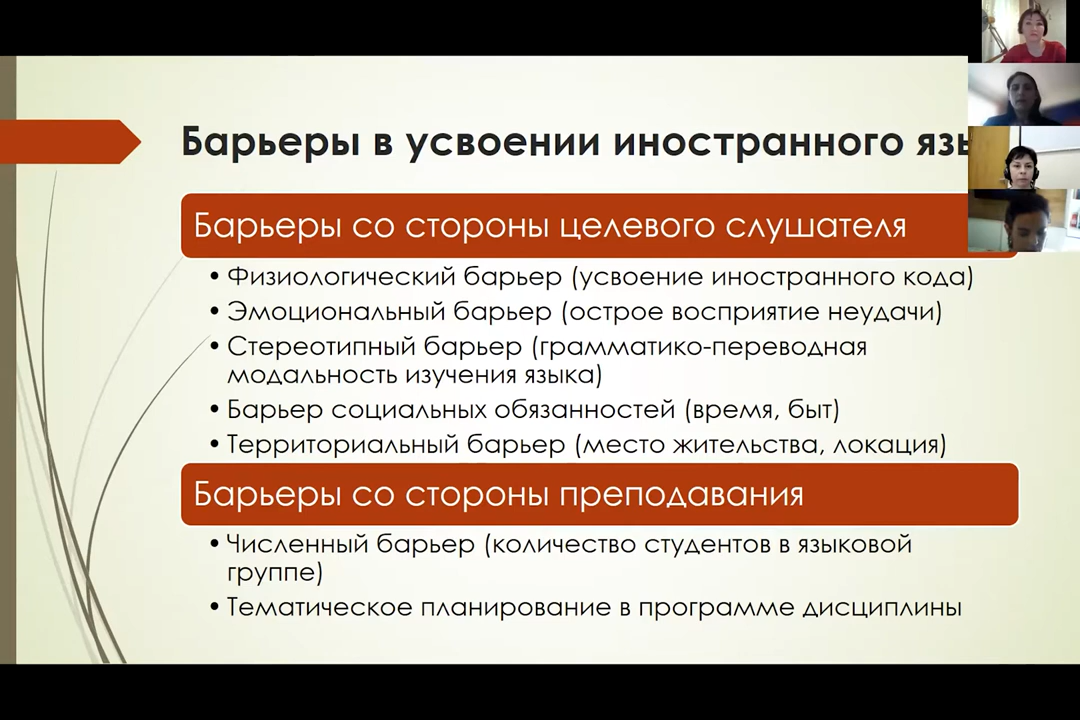 Барьеры в усвоении иностранного
Барьеры со стороны целевого слушателя
• Физиологический барьер (усвоение иностранного кода)
• Эмоциональный барьер (острое восприятие неудачи)
• Стереотипный барьер (грамматико-переводная
модальность изучения языка)
• Барьер социальных обязанностей (время, быт)
• Территориальный барьер (место жительства, локация)
Барьеры со стороны преподавания
• Численный барьер (количество студентов в языковой
группе)
• Тематическое планирование в программе дисциплины